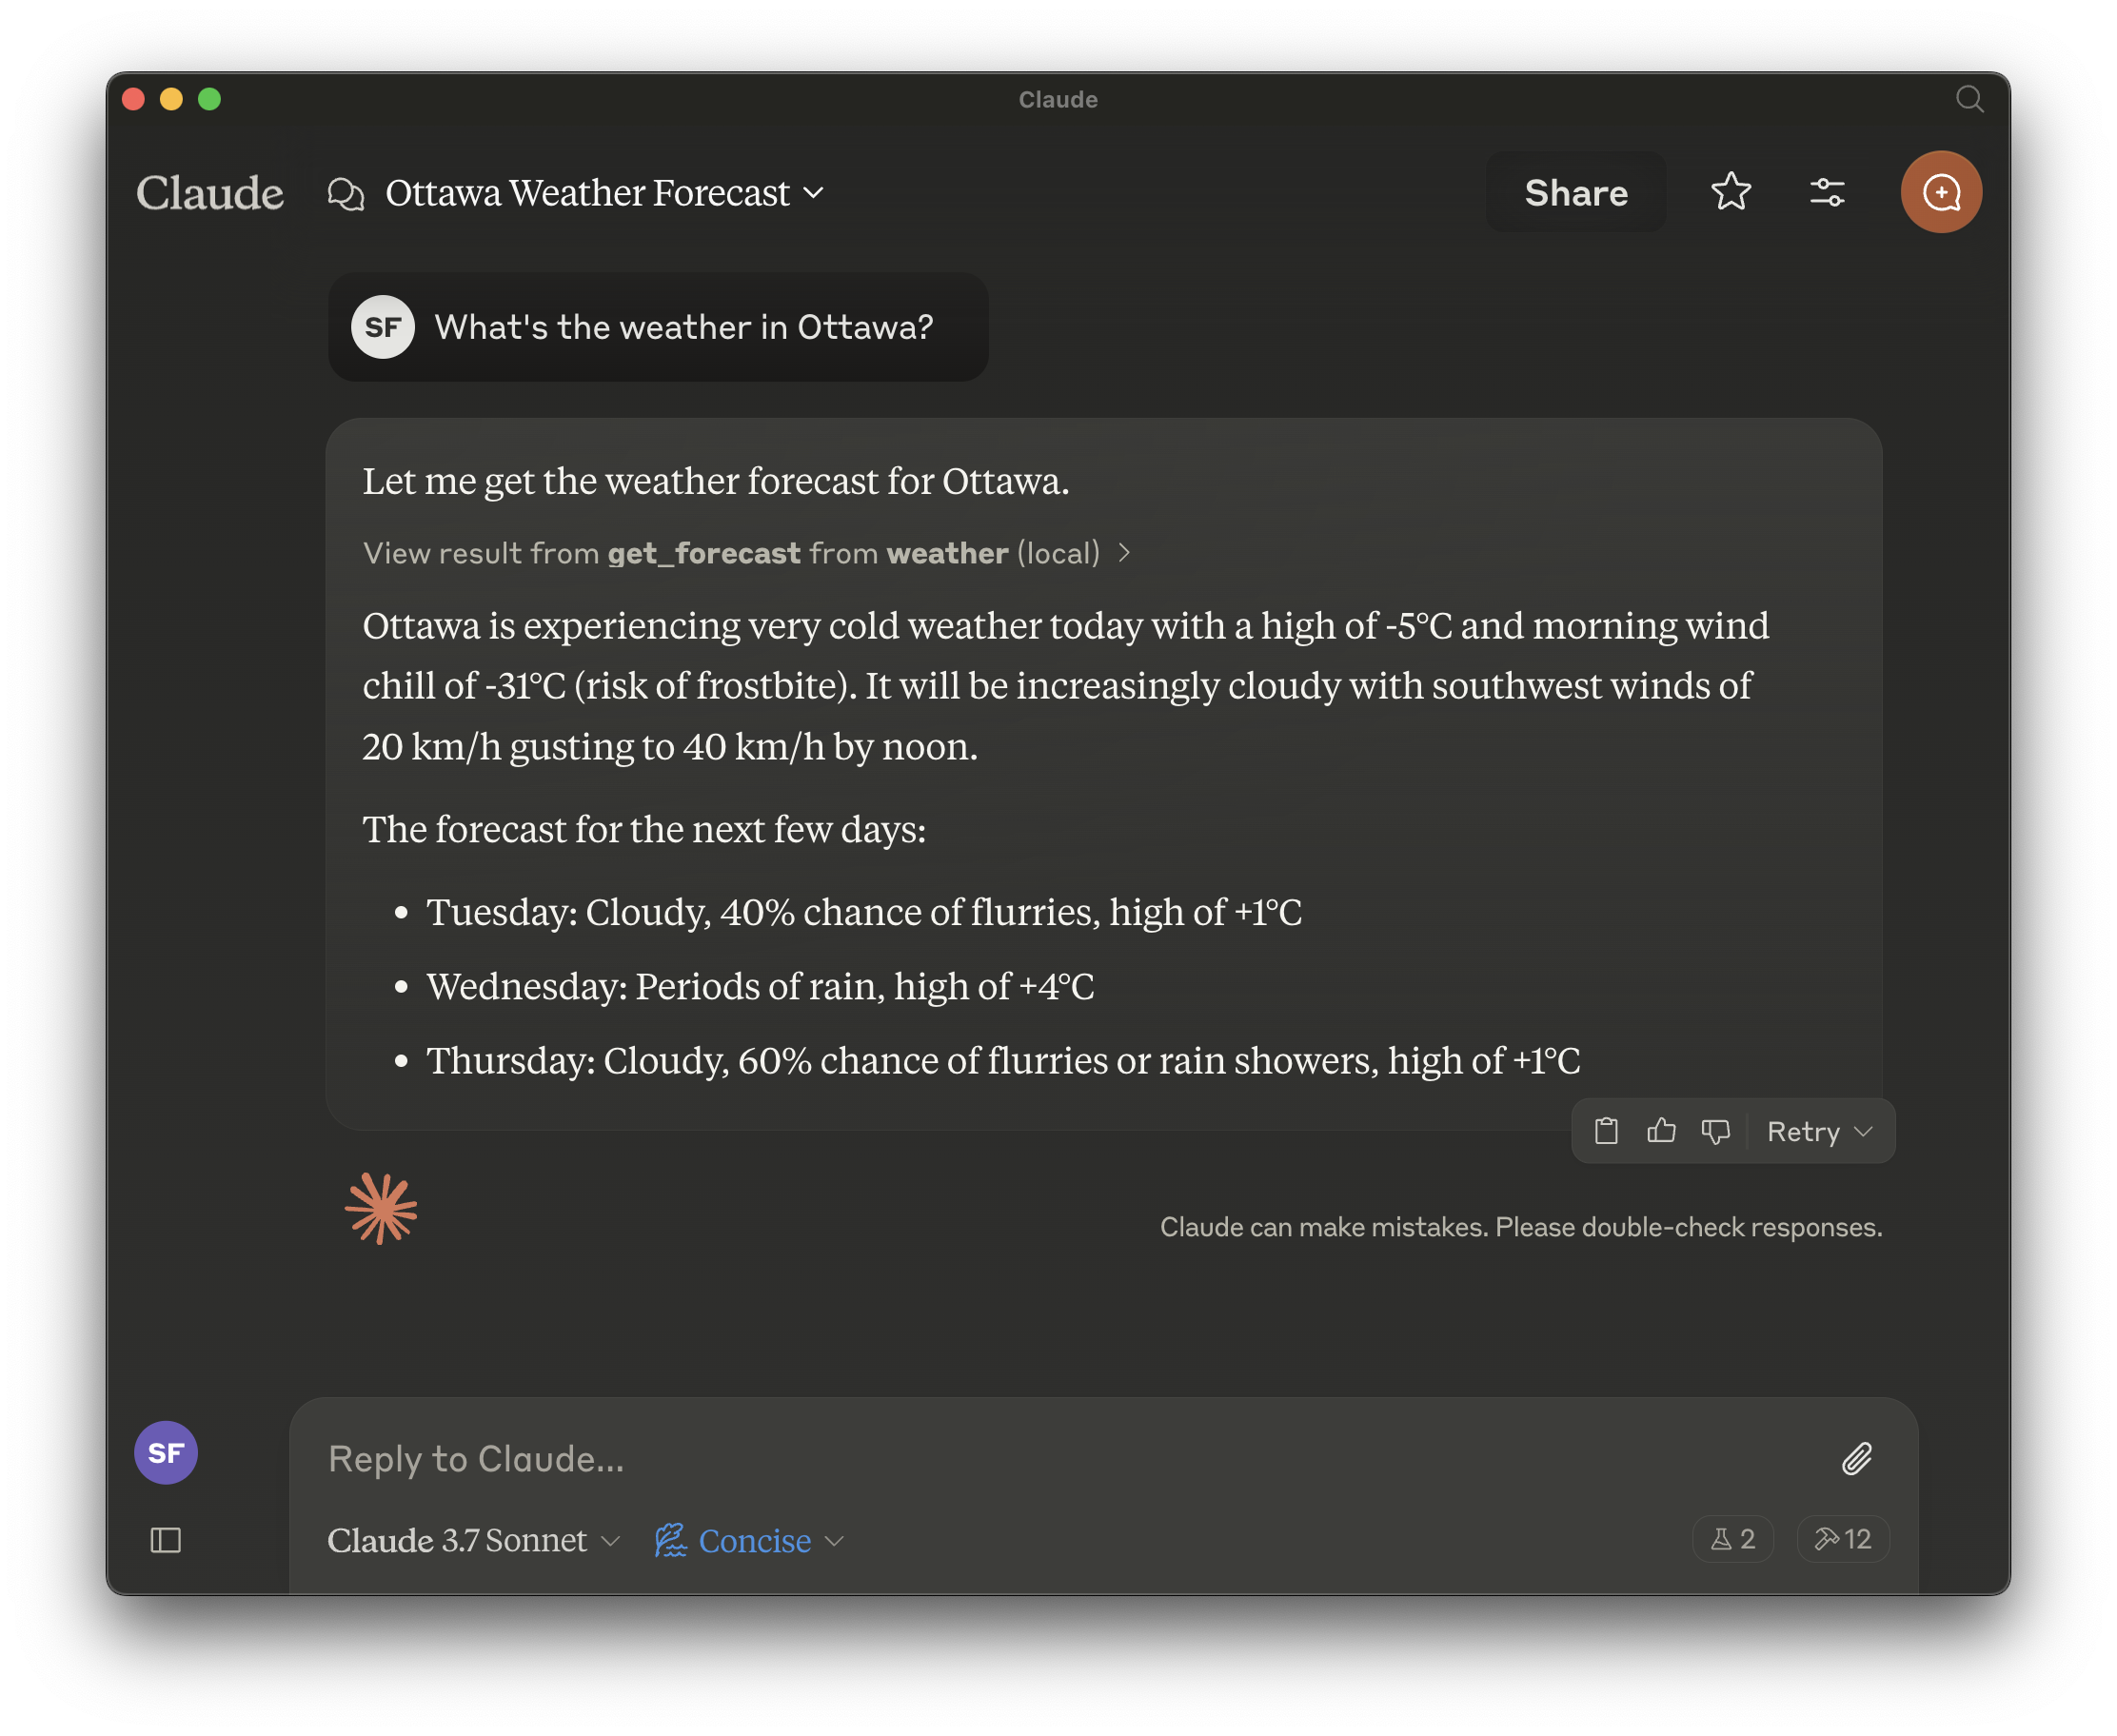 Claude
Claude
Ottawa Weather Forecast
Share
SF
What's the weather in Ottawa?
Let me get the weather forecast for Ottawa.
View result from get_forecast from weather (local)
Ottawa is experiencing very cold weather today with a high of -5°C and morning wind
chill of -31°C (risk of frostbite). It will be increasingly cloudy with southwest winds of
20 km/h gusting to 40 km/h by noon.
The forecast for the next few days:
• Tuesday: Cloudy, 40% chance of flurries, high of +1°C
• Wednesday: Periods of rain, high of +4°C
• Thursday: Cloudy, 60% chance of flurries or rain showers, high of +1°C
Retry
Claude can make mistakes. Please double-check responses.
SF
Reply to Claude...
Claude 3.7 Sonnet
Concise
2
12